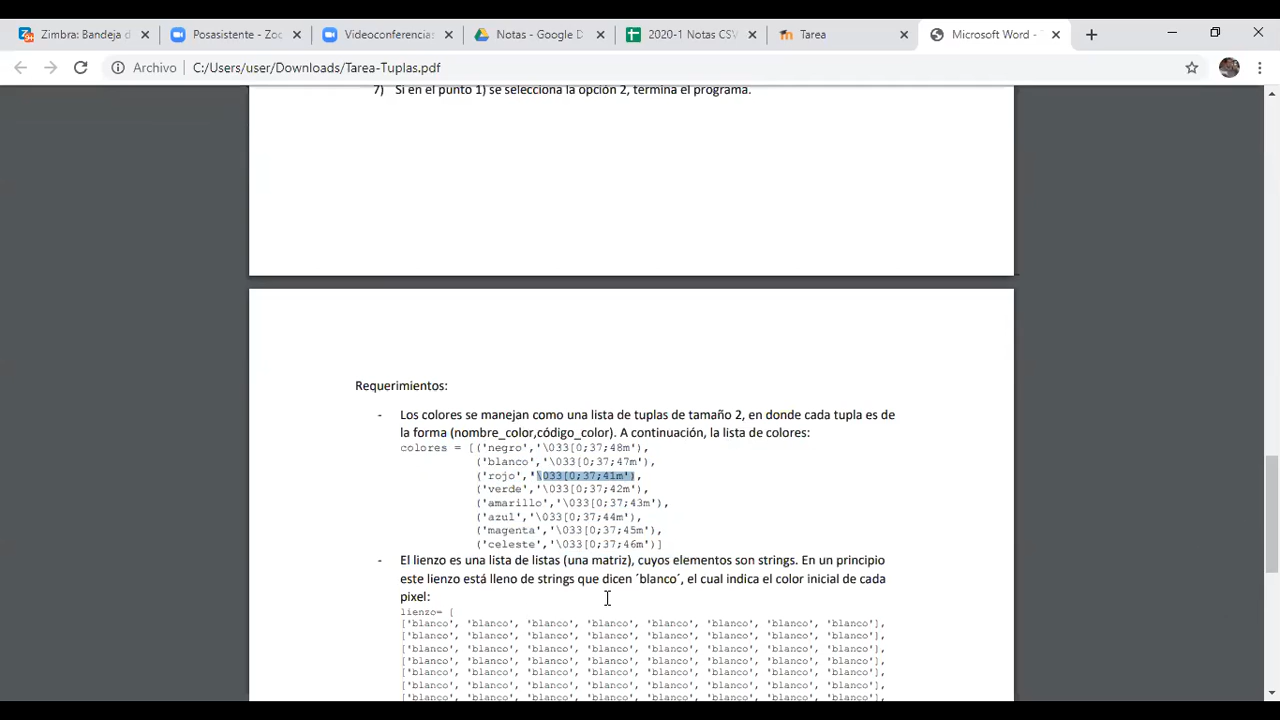 Zimbra: Bandeja d
Posasistente - Zoo
Videoconferencias
Notas - Google D
2020-1 Notas CSV
Tarea
Microsoft Word -
Archivo C:/Users/user/Downloads/Tarea-Tuplas.pdf
7) Si en el punto 1) se selecciona la opción 2, termina el programa.
Requerimientos:
- Los colores se manejan como una lista de tuplas de tamaño 2, en donde cada tupla es de
la forma (nombre_color,código_color). A continuación, la lista de colores:
colores = [('negro','\033[0;37;48m'),
('blanco','\033[0;37;47m'),
('rojo','\033[0;37;41m'),
('verde','\033[0;37;42m'),
('amarillo','\033[0;37;43m'),
('azul','\033[0;37;44m'),
('magenta','\033[0;37;45m'),
('celeste','\033[0;37;46m')]
- El lienzo es una lista de listas (una matriz), cuyos elementos son strings. En un principio
este lienzo está lleno de strings que dicen ´blanco´, el cual indica el color inicial de cada
pixel:
lienzo= [
['blanco', 'blanco', 'blanco', 'blanco', 'blanco', 'blanco', 'blanco', 'blanco'],
['blanco', 'blanco', 'blanco', 'blanco', 'blanco', 'blanco', 'blanco', 'blanco'],
['blanco', 'blanco', 'blanco', 'blanco', 'blanco', 'blanco', 'blanco', 'blanco'],
['blanco', 'blanco', 'blanco', 'blanco', 'blanco', 'blanco', 'blanco', 'blanco'],
['blanco', 'blanco', 'blanco', 'blanco', 'blanco', 'blanco', 'blanco', 'blanco'],
['blanco', 'blanco', 'blanco', 'blanco', 'blanco', 'blanco', 'blanco', 'blanco'],
['blanco', 'blanco', 'blanco', 'blanco', 'blanco', 'blanco', 'blanco', 'blanco'],